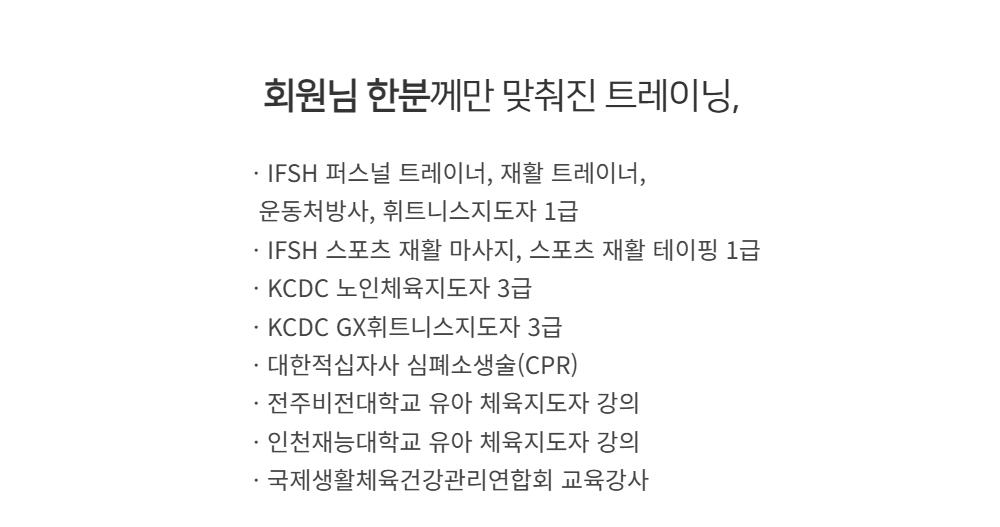 회원님 한분께만 맞춰진 트레이닝,
· IFSH 퍼스널 트레이너, 재활 트레이너,
운동처방사, 휘트니스지도자 1급
· IFSH 스포츠 재활 마사지, 스포츠 재활 테이핑 1급
· KCDC 노인체육지도자 3급
· KCDC GX휘트니스지도자 3급
· 대한적십자사 심폐소생술(CPR)
· 전주비전대학교 유아 체육지도자 강의
· 인천재능대학교 유아 체육지도자 강의
· 국제생활체육건강관리연합회 교육강사